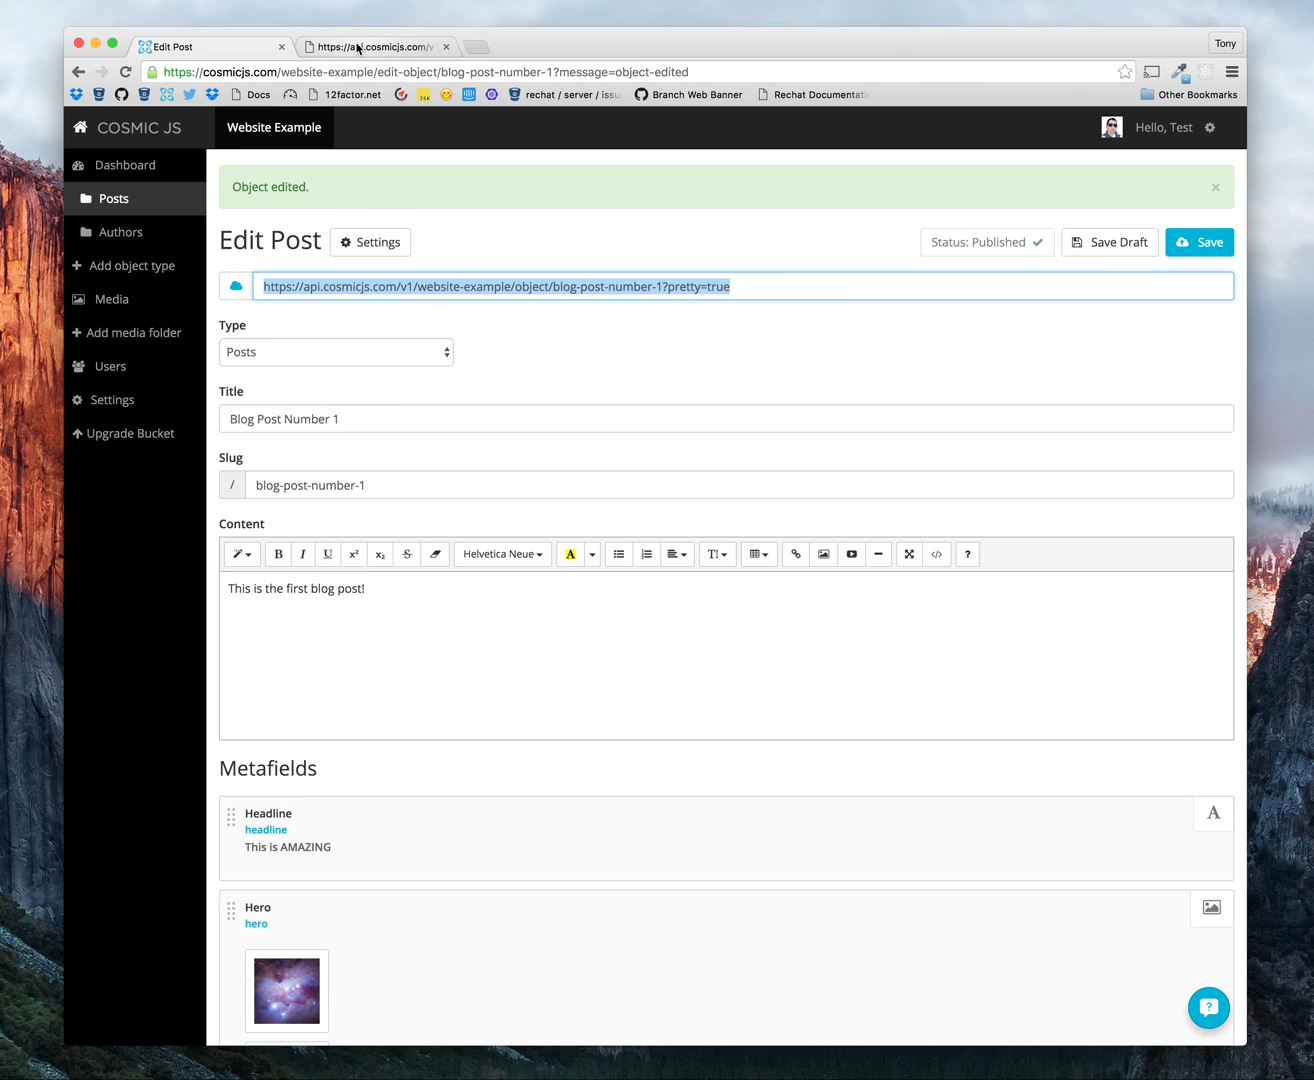 Edit Post
https://api.cosmicjs.com/v
Tony
https://cosmicjs.com/website-example/edit-object/blog-post-number-1?message=object-edited
Docs 12factor.net JSK rechat / server / issu Branch Web Banner Rechat Documentati Other Bookmarks
COSMIC JS Website Example Hello, Test
Dashboard
Posts
Authors
Add object type
Media
Add media folder
Users
Settings
Upgrade Bucket
Object edited.
Edit Post Settings Status: Published Save Draft Save
https://api.cosmicjs.com/v1/website-example/object/blog-post-number-1?pretty=true
Type
Posts
Title
Blog Post Number 1
Slug
/ blog-post-number-1
Content
B I U x² x₂ S Helvetica Neue A TI </> ?
This is the first blog post!
Metafields
Headline
headline
This is AMAZING
A
Hero
hero
?